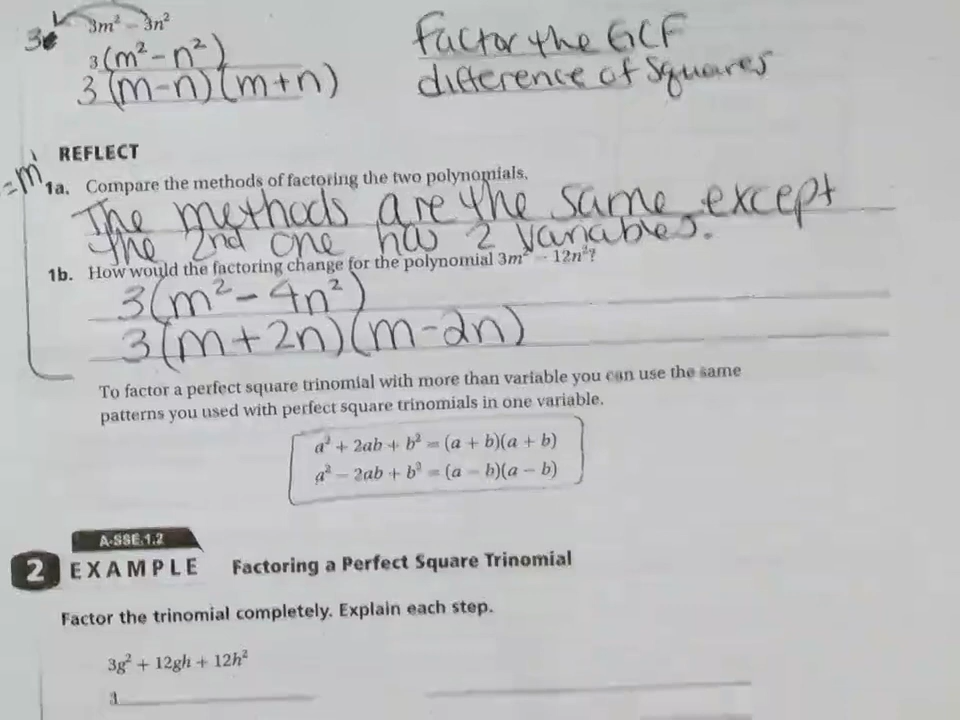 3m² − 3n²
3
3(m² − n²)
Factor the GCF
3(m−n)(m+n)
difference of squares
REFLECT
=m
1a. Compare the methods of factoring the two polynomials.
The methods are the same except
the 2nd one has 2 variables.
1b. How would the factoring change for the polynomial 3m² − 12n²?
3(m² − 4n²)
3(m + 2n)(m − 2n)
To factor a perfect square trinomial with more than variable you can use the same
patterns you used with perfect square trinomials in one variable.
a² + 2ab + b² = (a + b)(a + b)
a² − 2ab + b² = (a − b)(a − b)
A-SSE.1.2
2 EXAMPLE Factoring a Perfect Square Trinomial
Factor the trinomial completely. Explain each step.
3g² + 12gh + 12h²